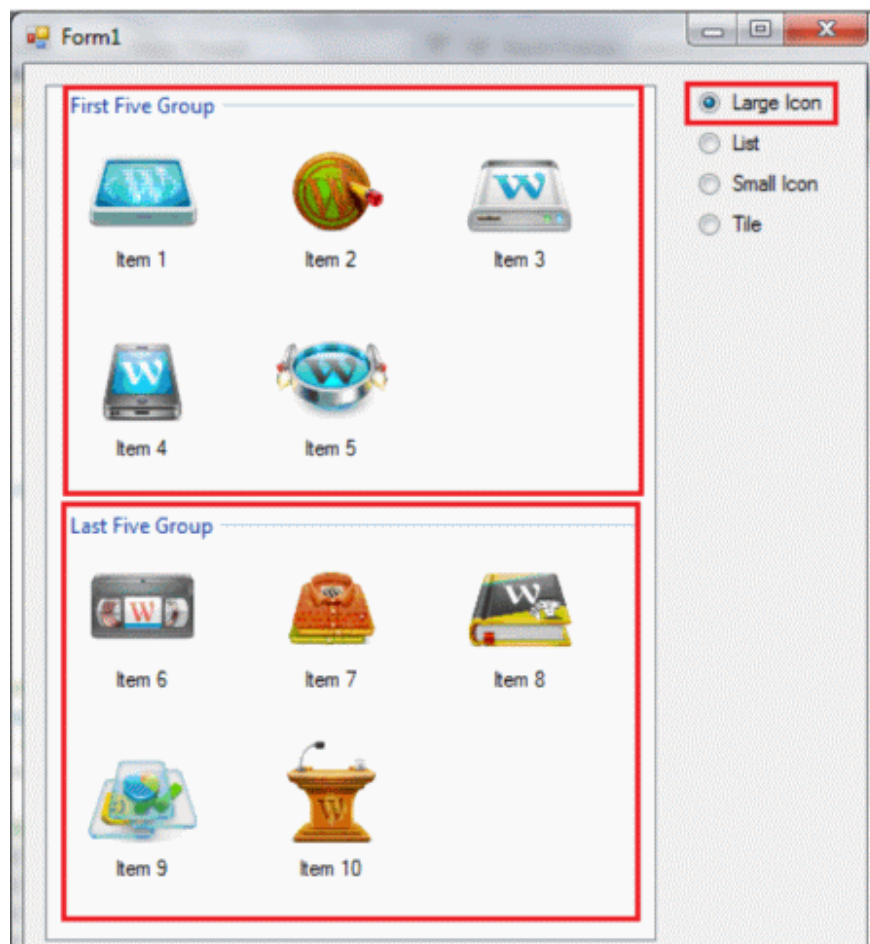 Form1
First Five Group
Large Icon
List
Small Icon
Tile
W
W
W
Item 1
Item 2
Item 3
W
W
Item 4
Item 5
Last Five Group
W
W
W
Item 6
Item 7
Item 8
W
Item 9
Item 10